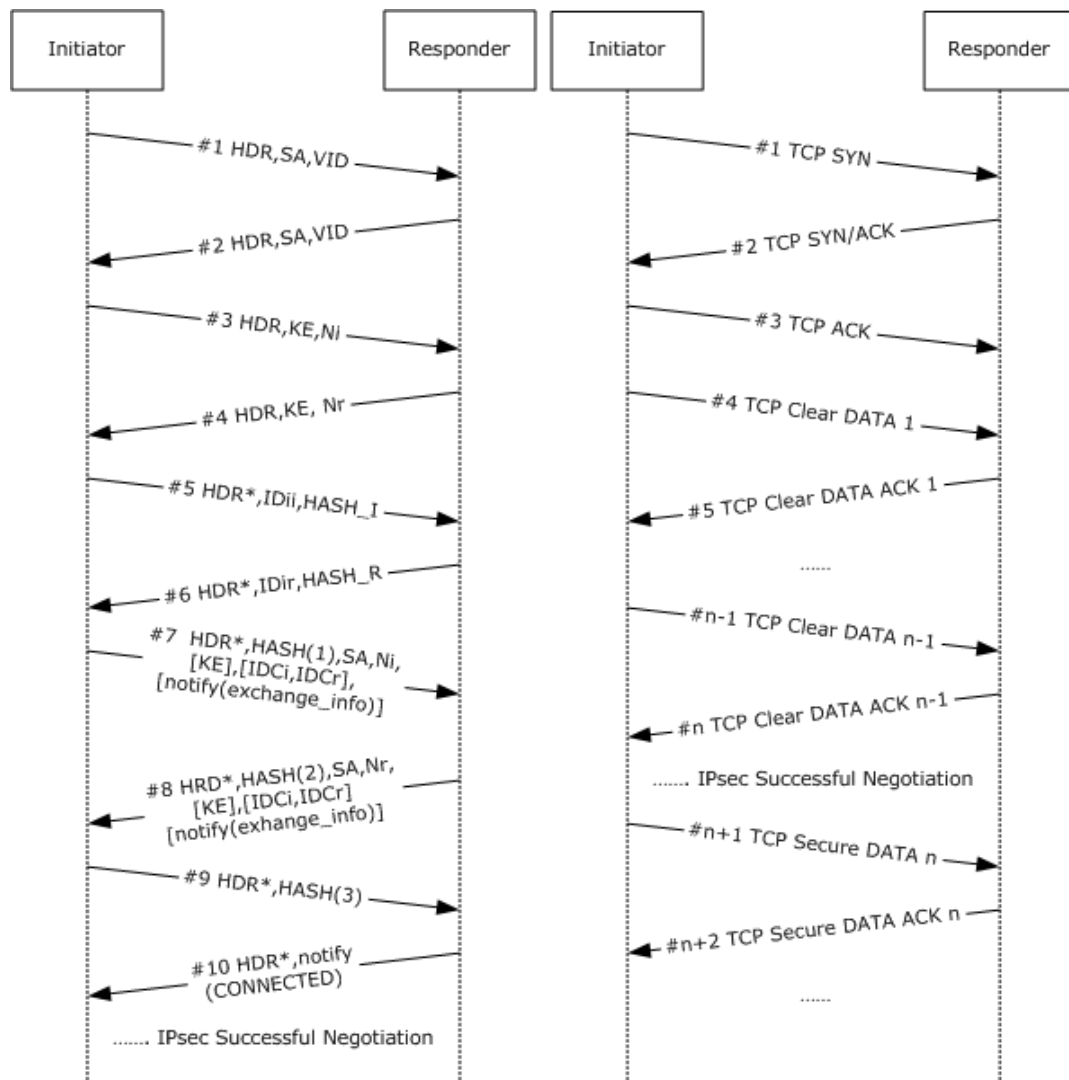 Initiator
Responder
#1 HDR,SA,VID
#2 HDR,SA,VID
#3 HDR,KE,Ni
#4 HDR,KE, Nr
#5 HDR*,IDii,HASH_I
#6 HDR*,IDir,HASH_R
#7 HDR*,HASH(1),SA,Ni,
[KE],[IDCi,IDCr],
[notify(exchange_info)]
#8 HRD*,HASH(2),SA,Nr,
[KE],[IDCi,IDCr]
[notify(exhange_info)]
#9 HDR*,HASH(3)
#10 HDR*,notify
(CONNECTED)
....... IPsec Successful Negotiation
Initiator
Responder
#1 TCP SYN
#2 TCP SYN/ACK
#3 TCP ACK
#4 TCP Clear DATA 1
#5 TCP Clear DATA ACK 1
......
#n-1 TCP Clear DATA n-1
#n TCP Clear DATA ACK n-1
....... IPsec Successful Negotiation
#n+1 TCP Secure DATA n
#n+2 TCP Secure DATA ACK n
......